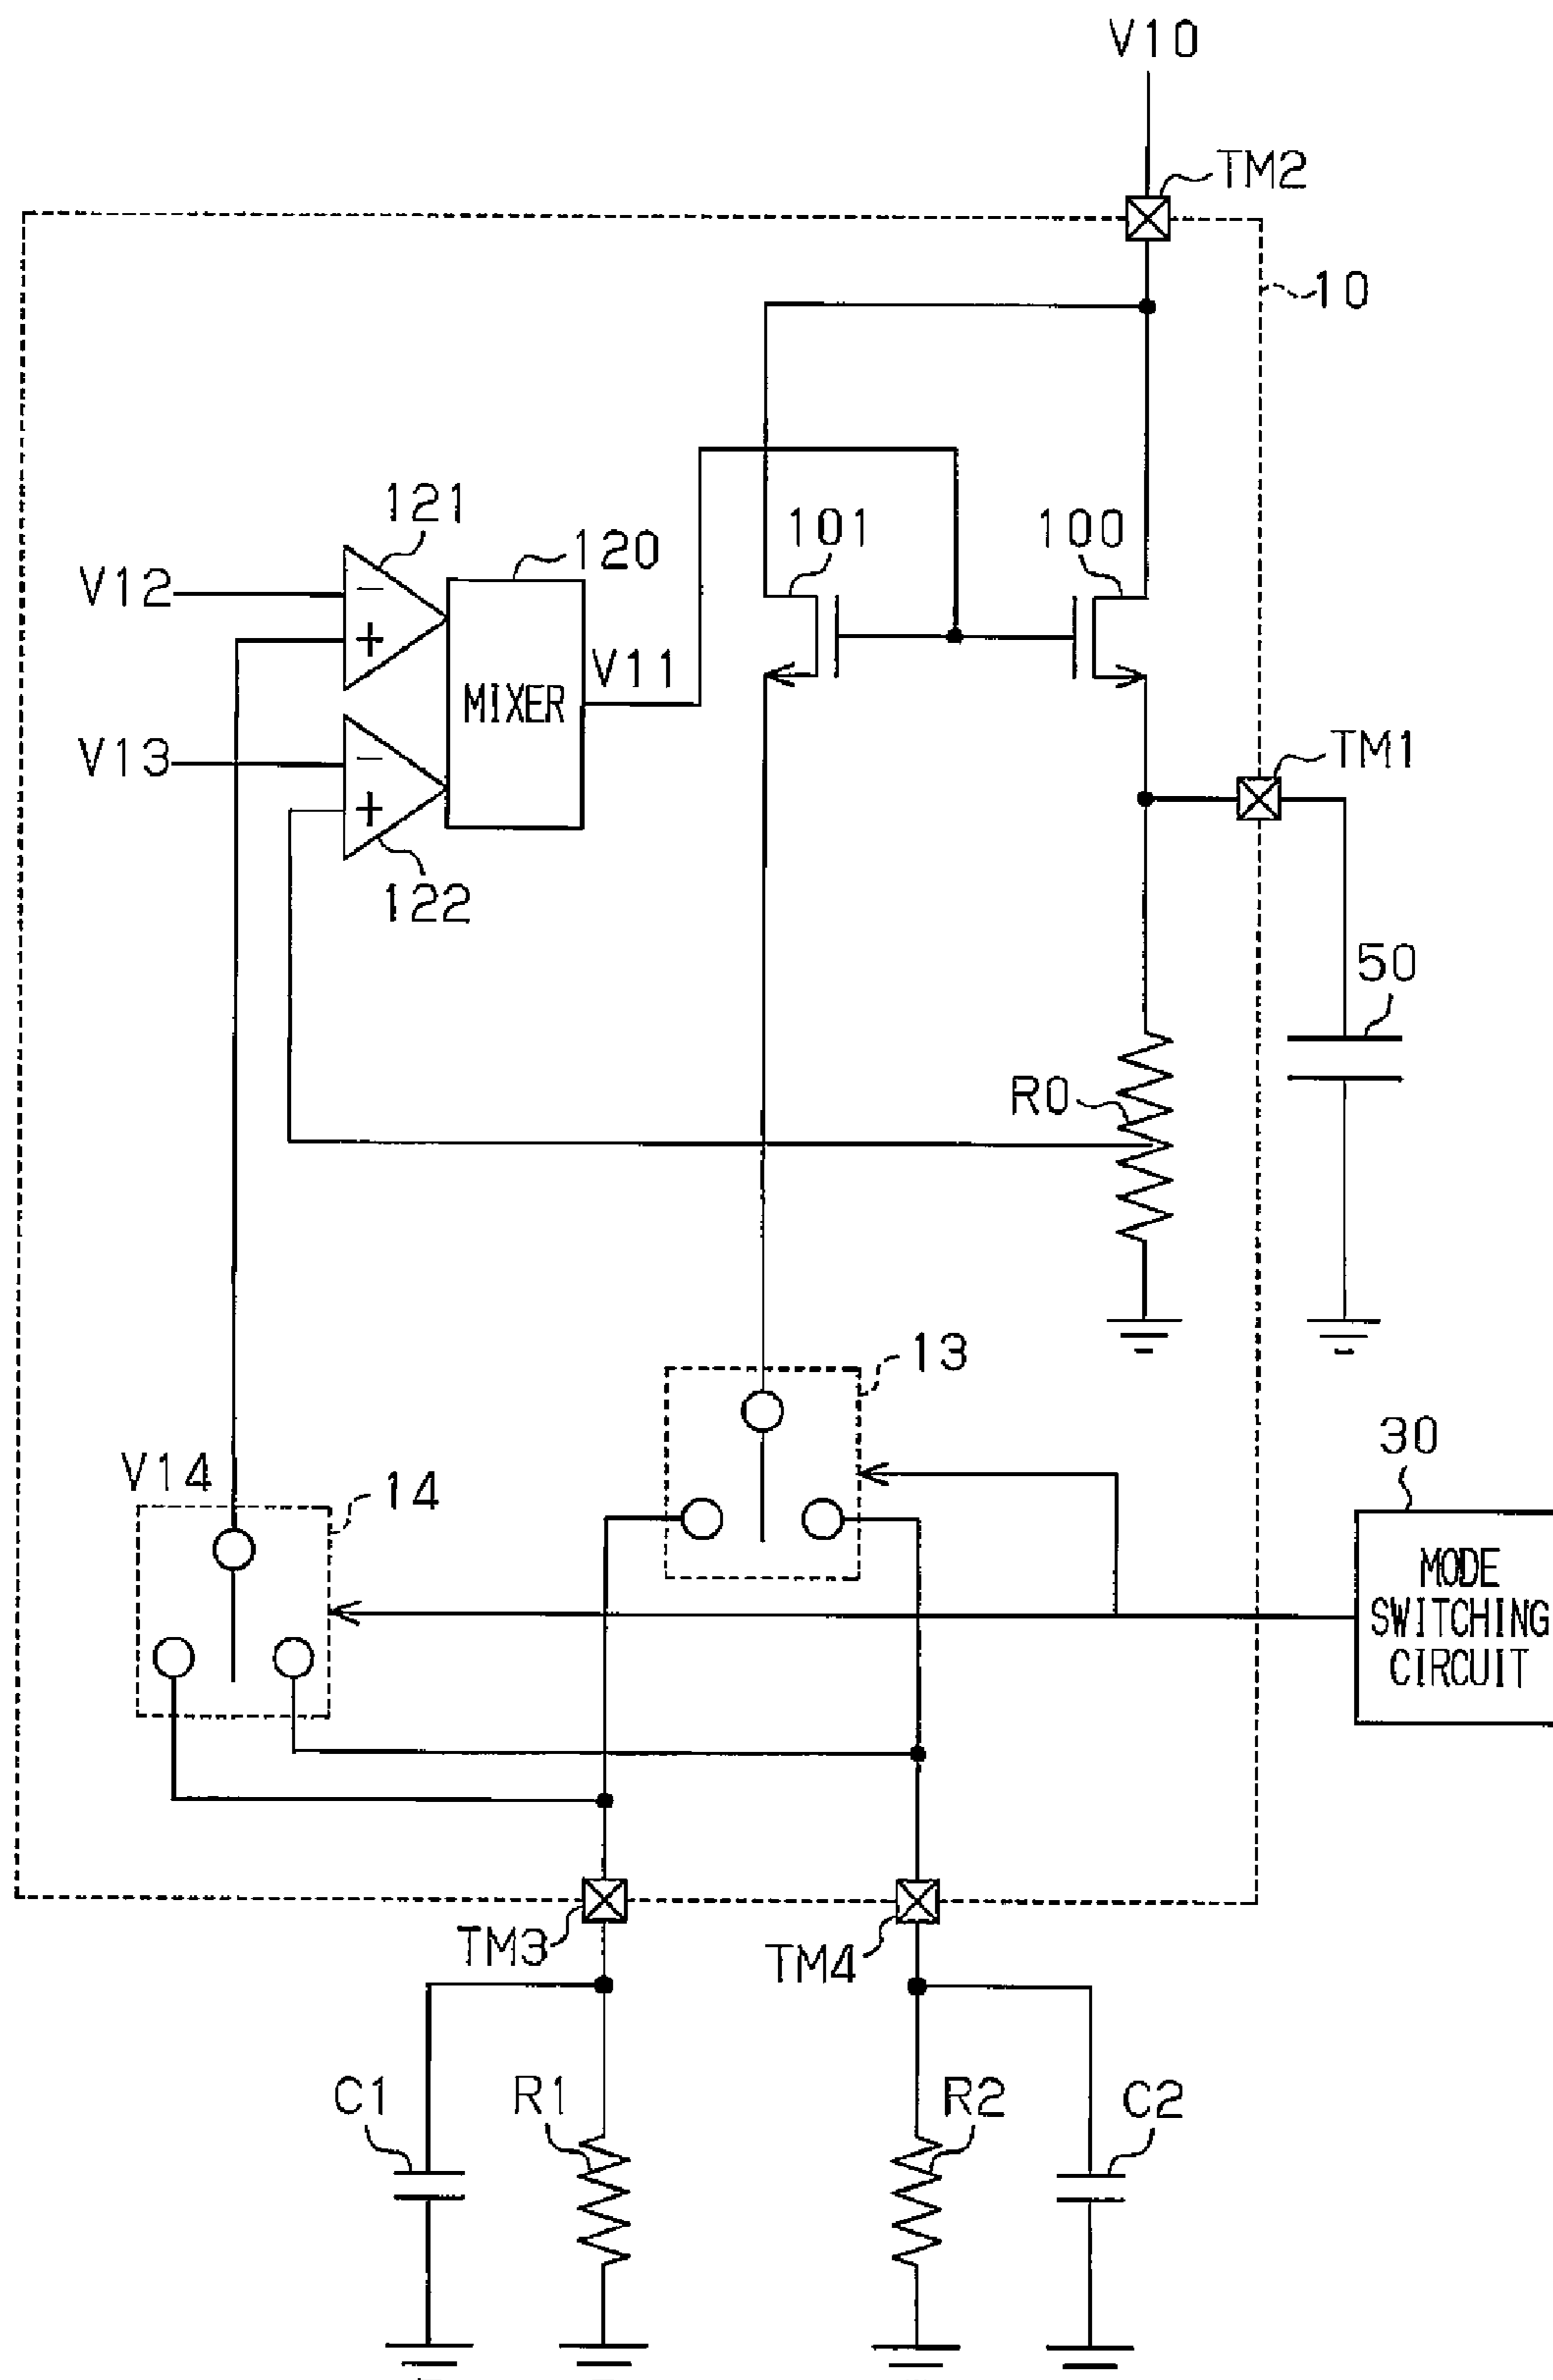 V10
TM2
10
121
101
100
120
V12
-
+
V11
MIXER
V13
-
+
TM1
122
50
R0
13
30
V14
14
MODE
SWITCHING
CIRCUIT
TM3
TM4
C1
R1
R2
C2